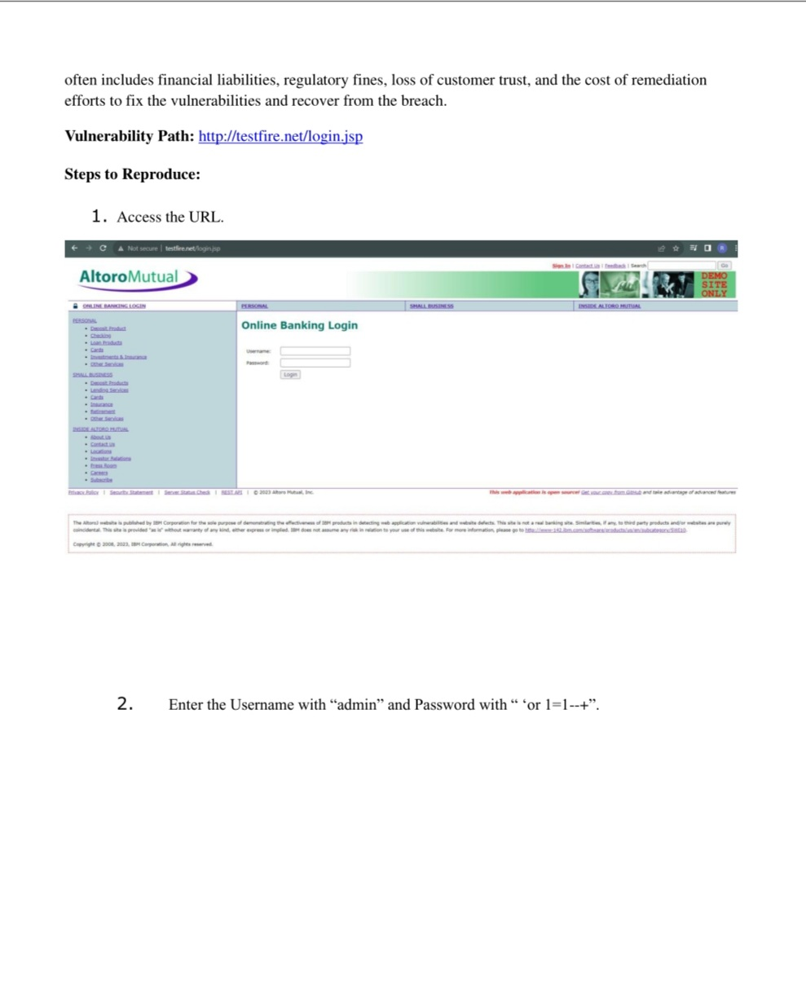 often includes financial liabilities, regulatory fines, loss of customer trust, and the cost of remediation
efforts to fix the vulnerabilities and recover from the breach.
Vulnerability Path: http://testfire.net/login.jsp
Steps to Reproduce:
1. Access the URL.
Not secure | testfire.net/login.jsp
Sign In | Contact Us | Feedback | Search
Go
AltoroMutual
DEMO
SITE
ONLY
ONLINE BANKING LOGIN
PERSONAL
SMALL BUSINESS
INSIDE ALTORO MUTUAL
PERSONAL
• Deposit Product
• Checking
• Loan Products
• Cards
• Investments & Insurance
• Other Services
SMALL BUSINESS
• Deposit Products
• Lending Services
• Cards
• Insurance
• Retirement
• Other Services
INSIDE ALTORO MUTUAL
• About Us
• Contact Us
• Locations
• Investor Relations
• Press Room
• Careers
• Subscribe
Online Banking Login
Username:
Password:
Login
Privacy Policy | Security Statement | Server Status Check | REST API | © 2023 Altoro Mutual, Inc.
This web application is open source! Get your copy from GitHub and take advantage of advanced features
The AltoroJ website is published by IBM Corporation for the sole purpose of demonstrating the effectiveness of IBM products in detecting web application vulnerabilities and website defects. This site is not a real banking site. Similarities, if any, to third party products and/or websites are purely
coincidental. This site is provided "as is" without warranty of any kind, either express or implied. IBM does not assume any risk in relation to your use of this website. For more information, please go to
Copyright © 2008, 2023, IBM Corporation, All rights reserved.
2. Enter the Username with “admin” and Password with “ ‘or 1=1--+”.